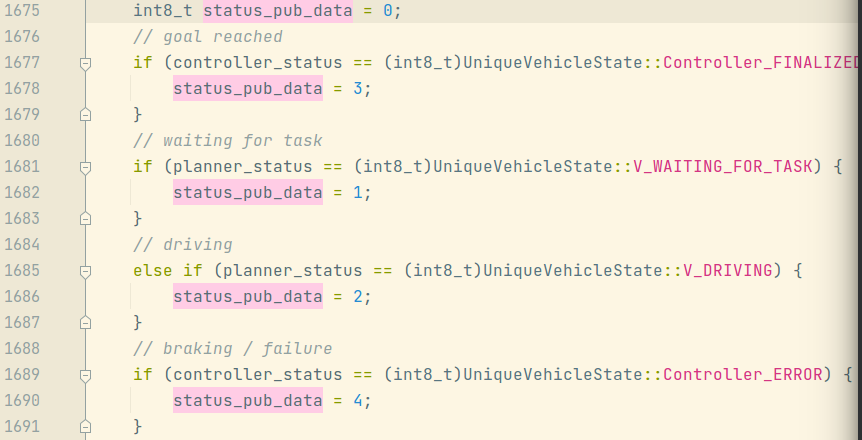 1675 int8_t status_pub_data = 0;
1676 // goal reached
1677 if (controller_status == (int8_t)UniqueVehicleState::Controller_FINALIZED
1678 status_pub_data = 3;
1679 }
1680 // waiting for task
1681 if (planner_status == (int8_t)UniqueVehicleState::V_WAITING_FOR_TASK) {
1682 status_pub_data = 1;
1683 }
1684 // driving
1685 else if (planner_status == (int8_t)UniqueVehicleState::V_DRIVING) {
1686 status_pub_data = 2;
1687 }
1688 // braking / failure
1689 if (controller_status == (int8_t)UniqueVehicleState::Controller_ERROR) {
1690 status_pub_data = 4;
1691 }